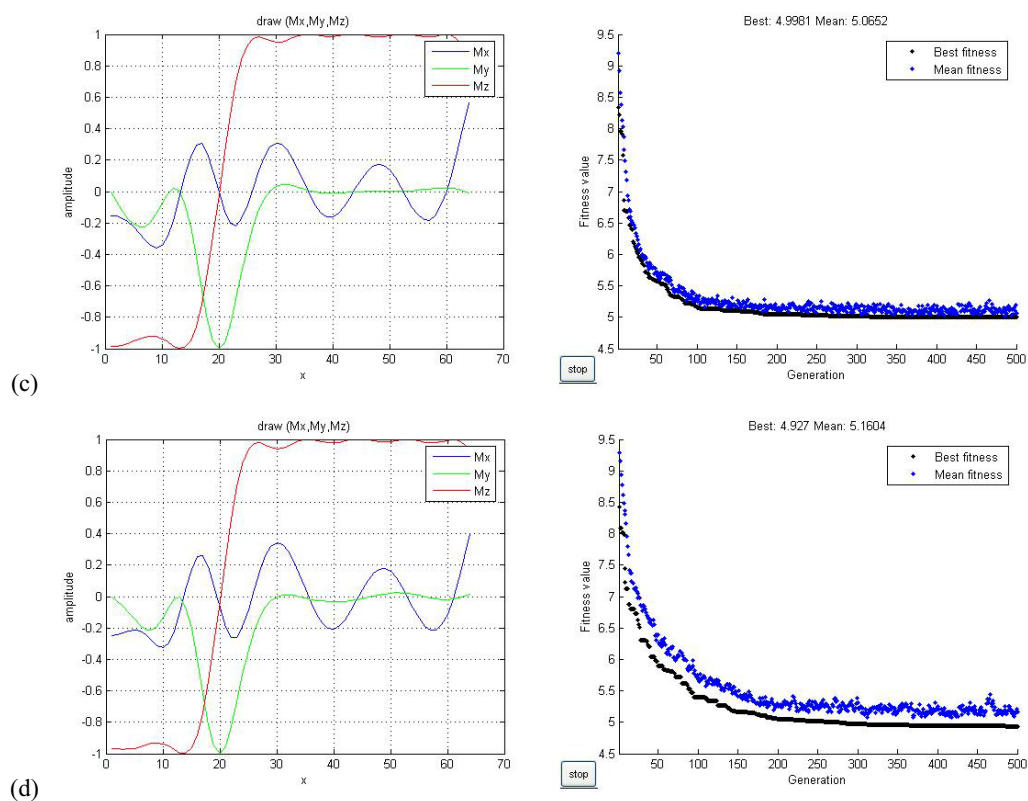 draw (Mx,My,Mz)
1
0.8
0.6
0.4
0.2
0
-0.2
-0.4
-0.6
-0.8
-1
amplitude
Mx
My
Mz
0 10 20 30 40 50 60 70
x
Best: 4.9981 Mean: 5.0652
9.5
9
8.5
8
7.5
7
6.5
6
5.5
5
4.5
Fitness value
Best fitness
Mean fitness
50 100 150 200 250 300 350 400 450 500
Generation
stop
(c)
draw (Mx,My,Mz)
1
0.8
0.6
0.4
0.2
0
-0.2
-0.4
-0.6
-0.8
-1
amplitude
Mx
My
Mz
0 10 20 30 40 50 60 70
x
Best: 4.927 Mean: 5.1604
9.5
9
8.5
8
7.5
7
6.5
6
5.5
5
4.5
Fitness value
Best fitness
Mean fitness
50 100 150 200 250 300 350 400 450 500
Generation
stop
(d)